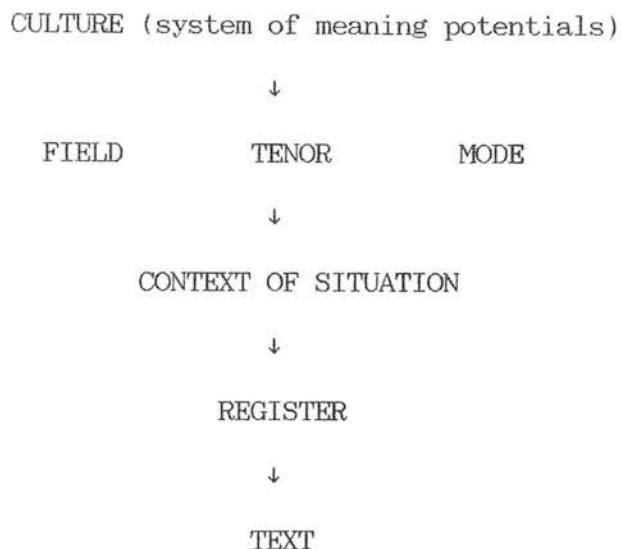 CULTURE (system of meaning potentials)
↓
FIELD TENOR MODE
↓
CONTEXT OF SITUATION
↓
REGISTER
↓
TEXT